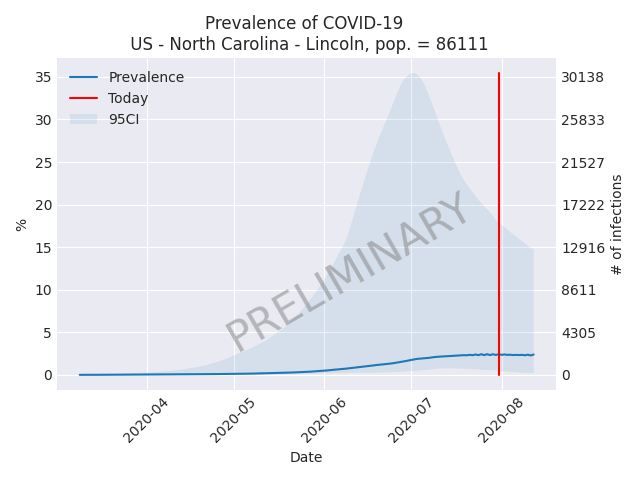 Prevalence of COVID-19
US - North Carolina - Lincoln, pop. = 86111
Prevalence
Today
95CI
35
30
25
20
15
10
5
0
%
30138
25833
21527
17222
12916
8611
4305
0
# of infections
PRELIMINARY
2020-04
2020-05
2020-06
2020-07
2020-08
Date